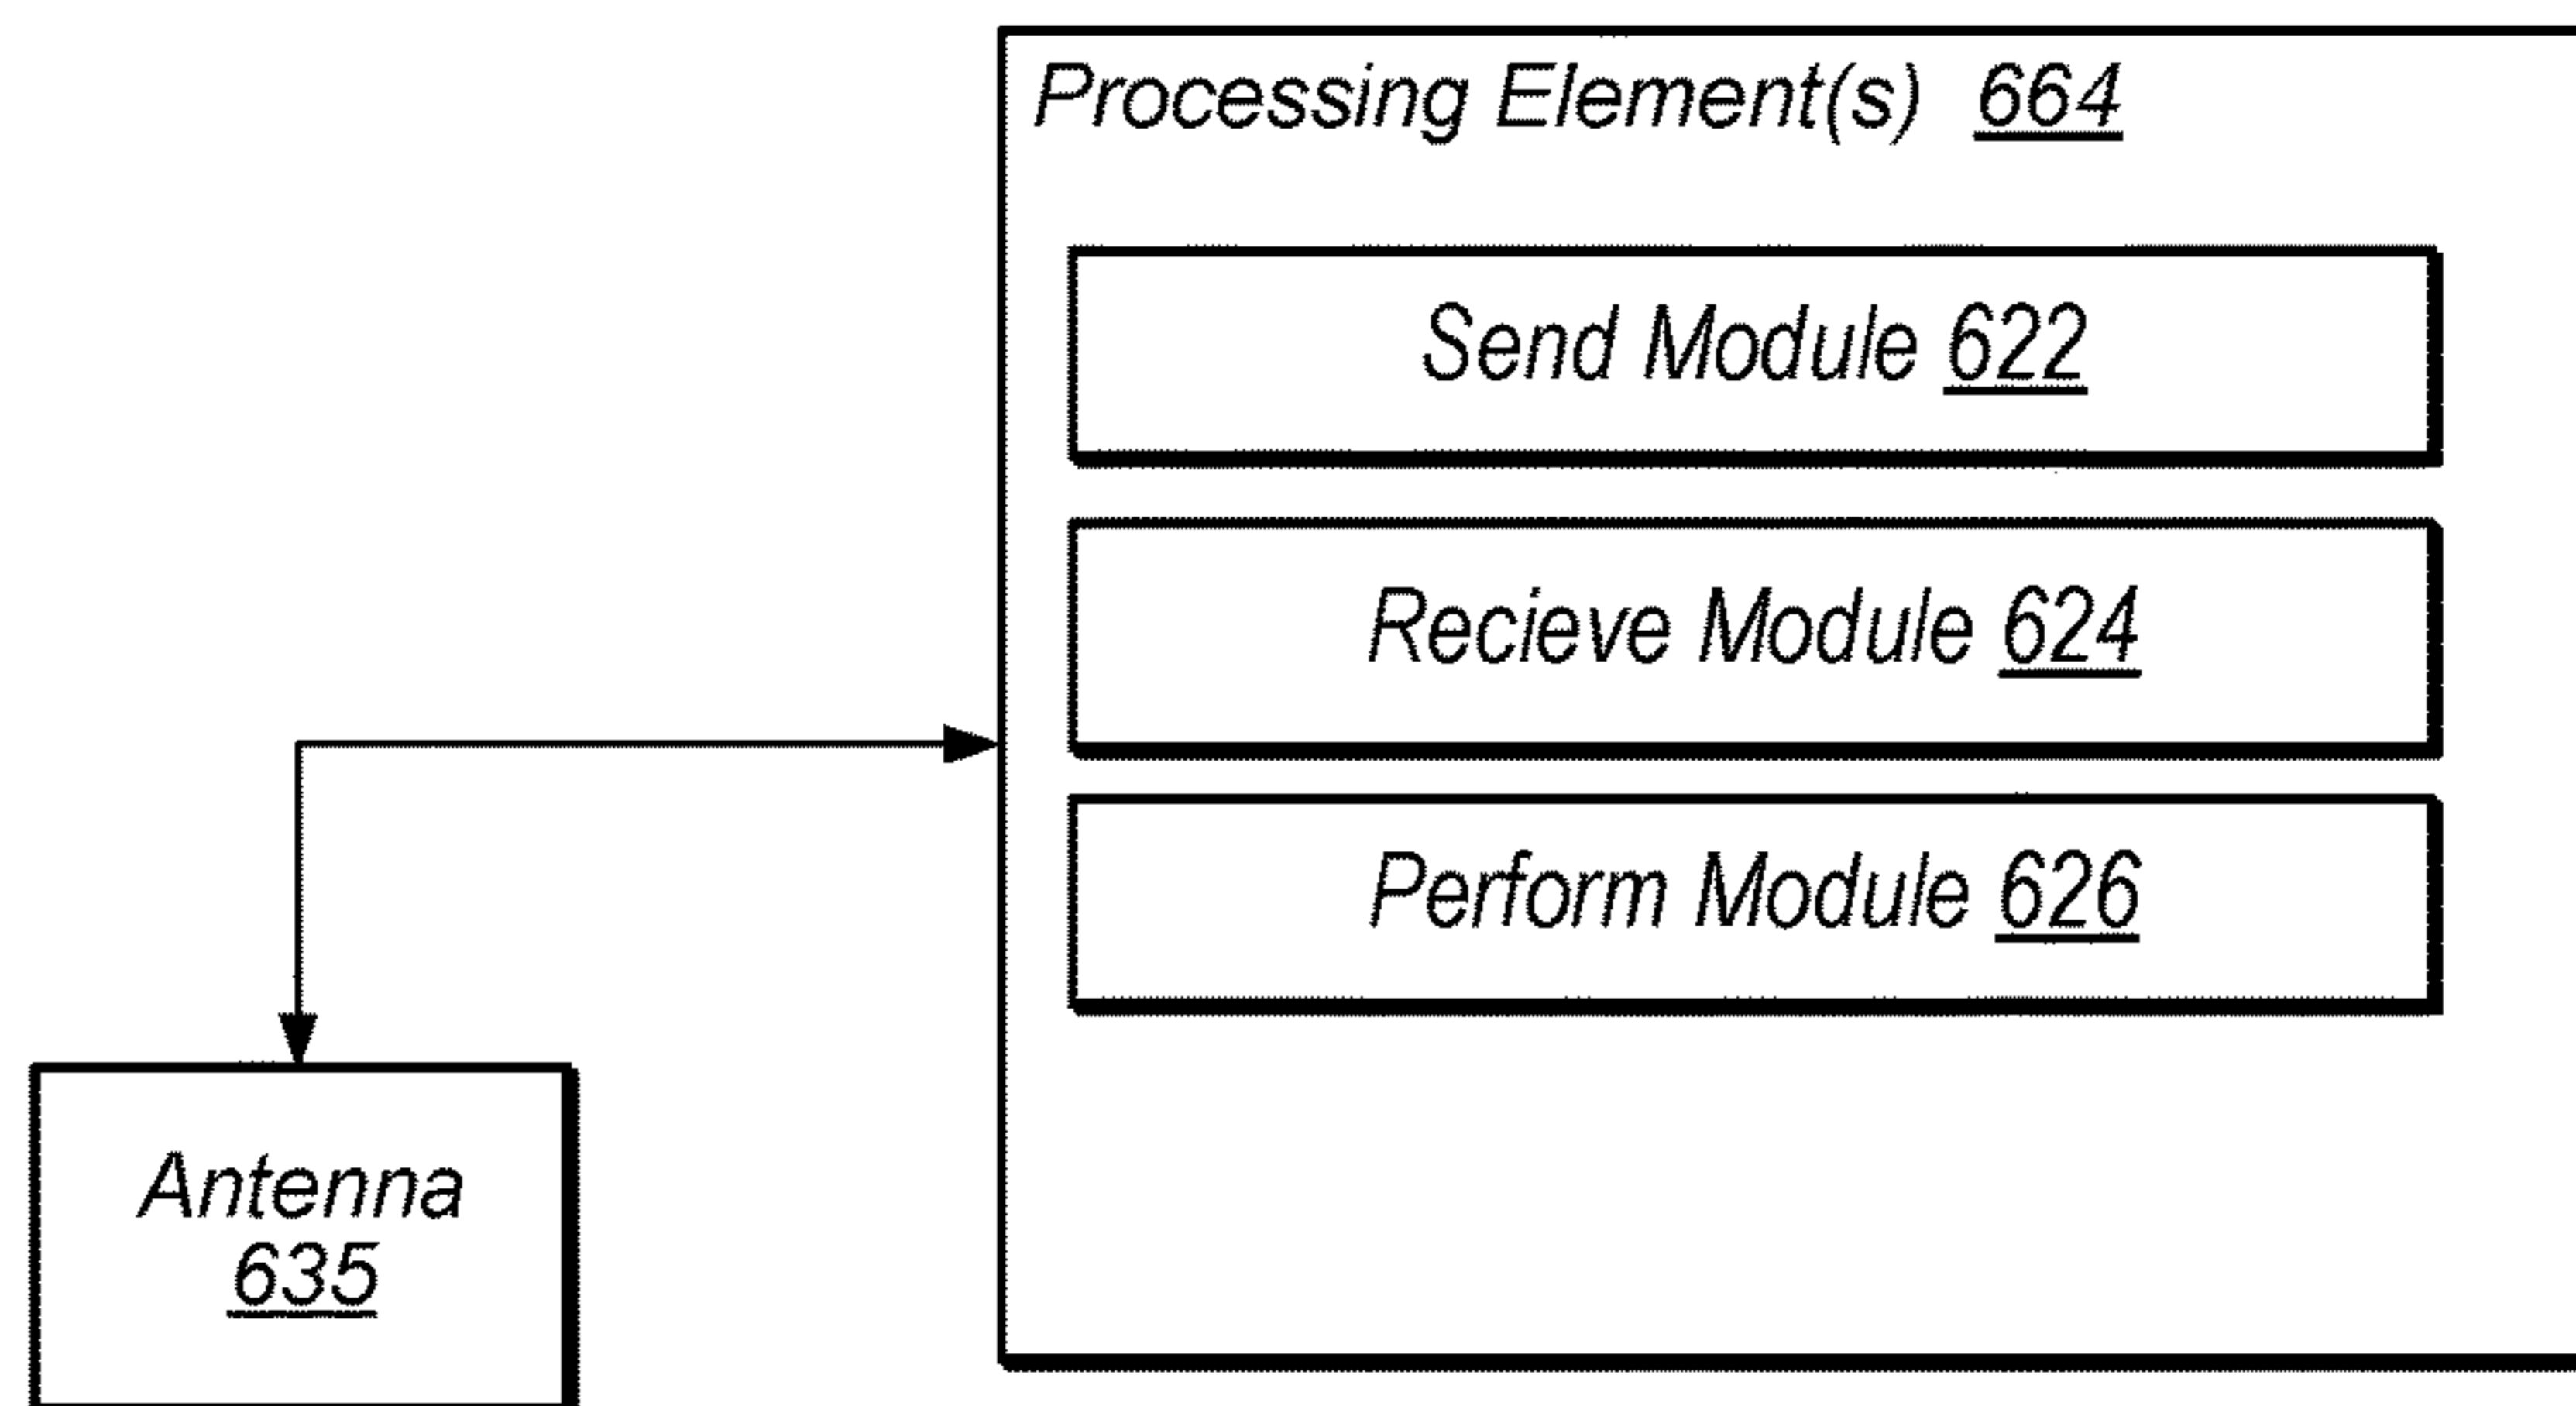 Processing Element(s) 664
Send Module 622
Recieve Module 624
Perform Module 626
Antenna
635